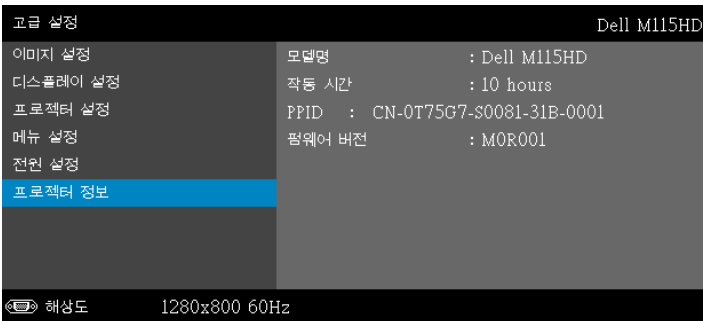 고급 설정 Dell M115HD
이미지 설정
디스플레이 설정
프로젝터 설정
메뉴 설정
전원 설정
프로젝터 정보
모델명 : Dell M115HD
작동 시간 : 10 hours
PPID : CN-0T75G7-S0081-31B-0001
펌웨어 버전 : M0R001
해상도 1280x800 60Hz